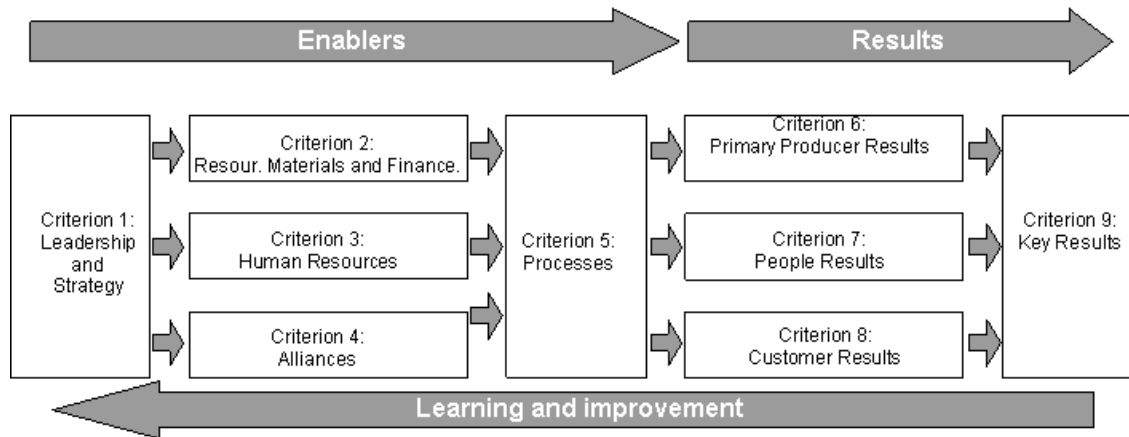 Enablers
Results
Criterion 1:
Leadership
and
Strategy
Criterion 2:
Resour. Materials and Finance.
Criterion 3:
Human Resources
Criterion 4:
Alliances
Criterion 5:
Processes
Criterion 6:
Primary Producer Results
Criterion 7:
People Results
Criterion 8:
Customer Results
Criterion 9:
Key Results
Learning and improvement